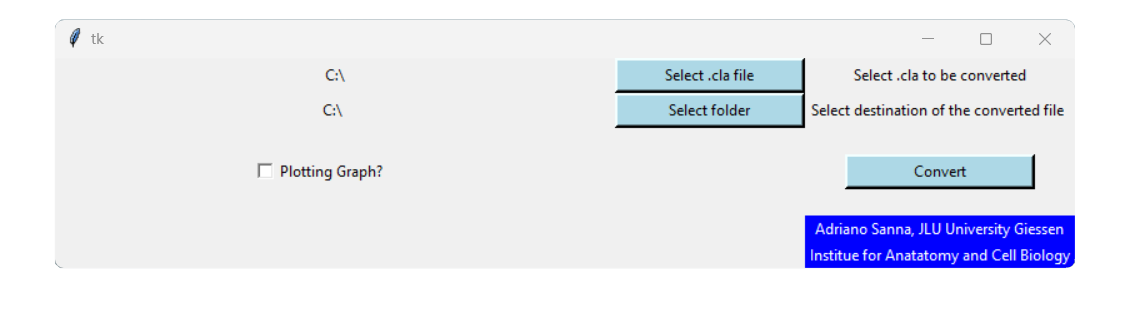 tk
C:\ Select .cla file Select .cla to be converted
C:\ Select folder Select destination of the converted file
Plotting Graph? Convert
Adriano Sanna, JLU University Giessen
Institue for Anatatomy and Cell Biology